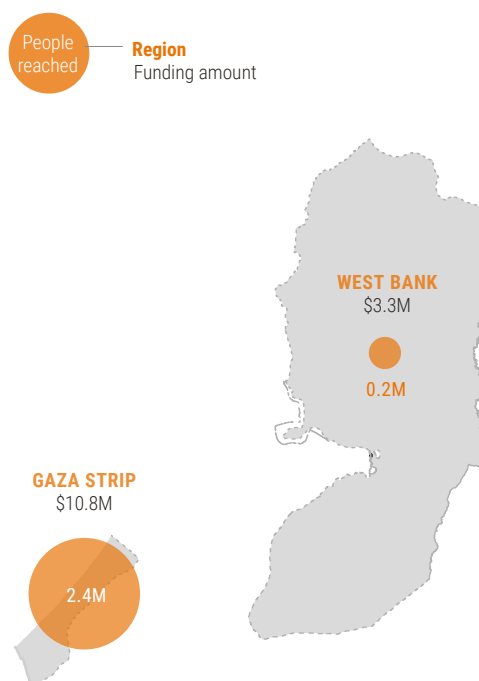 People
reached
Region
Funding amount
WEST BANK
$3.3M
0.2M
GAZA STRIP
$10.8M
2.4M